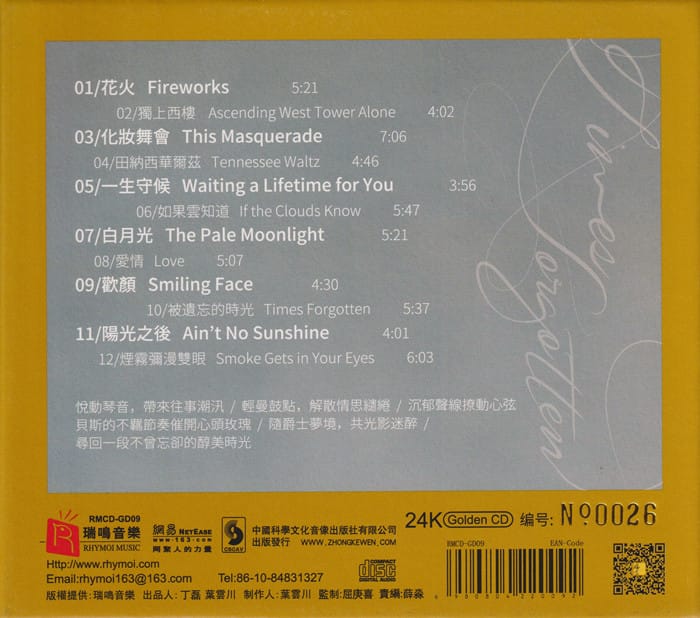 01/花火 Fireworks 5:21
02/獨上西樓 Ascending West Tower Alone 4:02
03/化妝舞會 This Masquerade 7:06
04/田納西華爾茲 Tennessee Waltz 4:46
05/一生守候 Waiting a Lifetime for You 3:56
06/如果雲知道 If the Clouds Know 5:47
07/白月光 The Pale Moonlight 5:21
08/愛情 Love 5:07
09/歡顏 Smiling Face 4:30
10/被遺忘的時光 Times Forgotten 5:37
11/陽光之後 Ain't No Sunshine 4:01
12/煙霧彌漫雙眼 Smoke Gets in Your Eyes 6:03
Times Forgotten
悅動琴音，帶來往事潮汛 / 輕曼鼓點，解散情思繾綣 / 沉郁聲線撩動心弦
貝斯的不羈節奏催開心頭玫瑰 / 隨爵士夢境，共光影迷醉 /
尋回一段不曾忘卻的醇美時光
RMCD-GD09
瑞鳴音樂
RHYMOI MUSIC
網易 NETEASE
www.163.com
网聚人的力量
CSCAV
中國科學文化音像出版社有限公司
出版發行 WWW.ZHONGKEWEN.COM
24K Golden CD 编号: Nº0026
Http://www.rhymoi.com
Email:rhymoi163@163.com Tel:86-10-84831327
COMPACT disc DIGITAL AUDIO
版權提供:瑞鳴音樂 出品人:丁磊 葉雲川 制作人:葉雲川 監制:屈庚喜 責編:薛淼
RMCD-GD09 EAN-Code
6 980804 220092